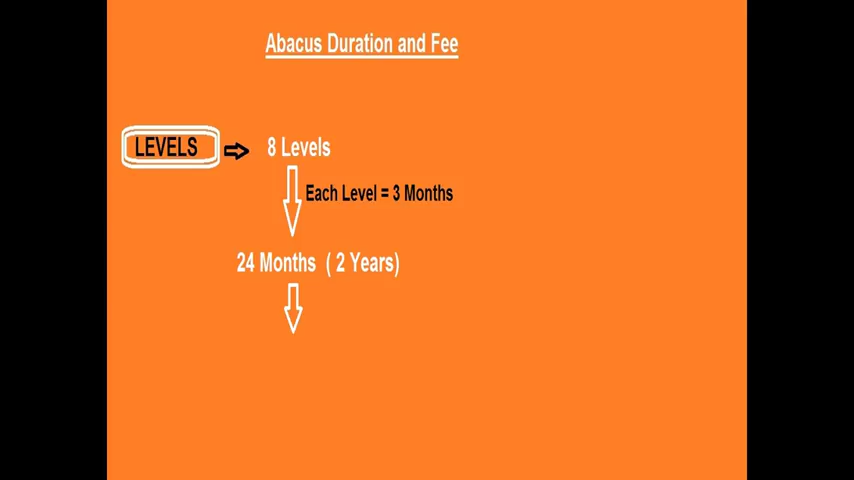 Abacus Duration and Fee
LEVELS
8 Levels
Each Level = 3 Months
24 Months ( 2 Years)